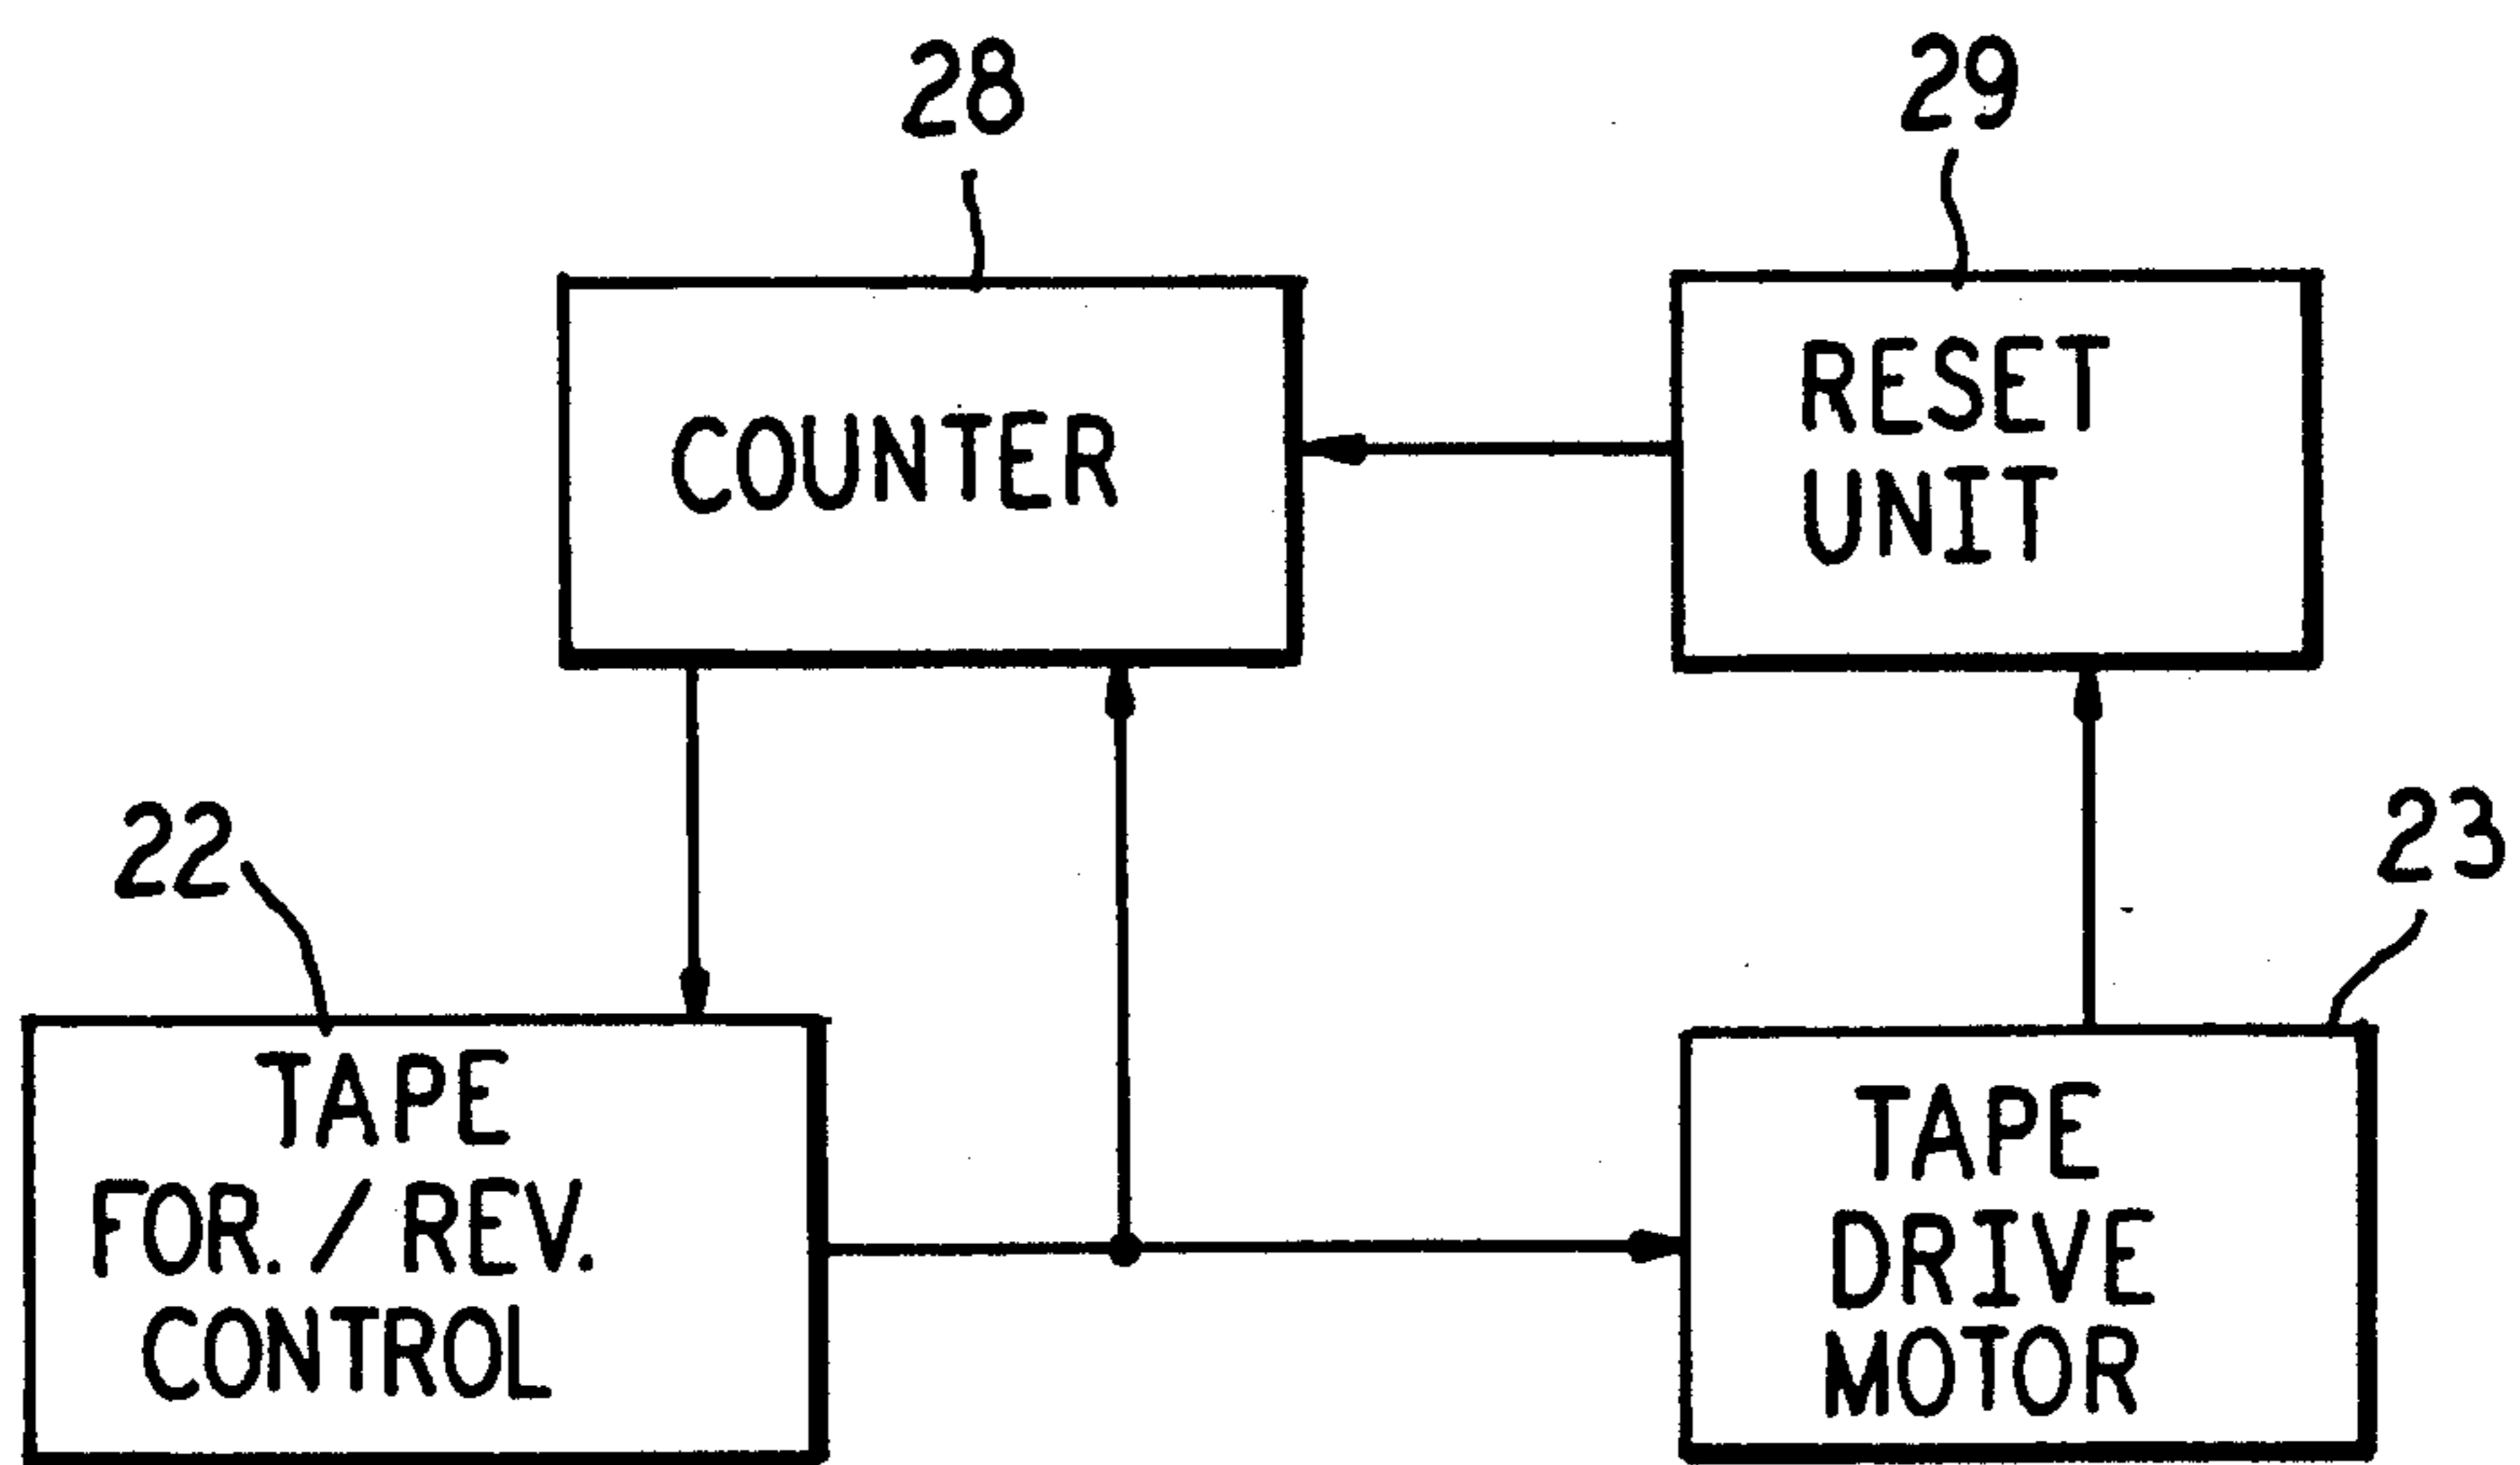 28
29
COUNTER
RESET
UNIT
22
23
TAPE
FOR./REV.
CONTROL
TAPE
DRIVE
MOTOR